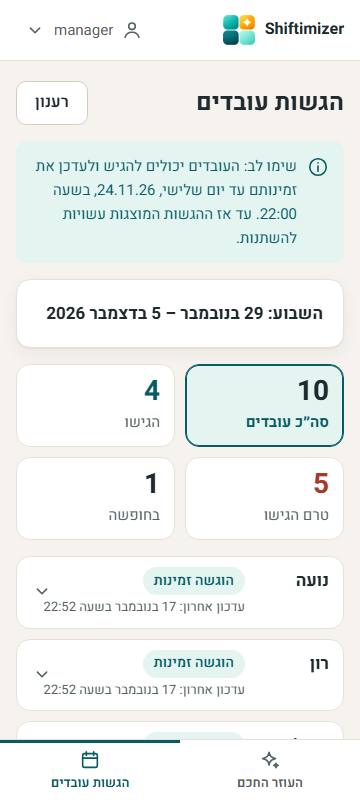 Shiftimizer
manager
הגשות עובדים
רענון
שימו לב: העובדים יכולים להגיש ולעדכן את
זמינותם עד יום שלישי, 24.11.26, בשעה
22:00. עד אז ההגשות המוצגות עשויות
להשתנות.
השבוע: 29 בנובמבר – 5 בדצמבר 2026
10
סה״כ עובדים
4
הגישו
5
טרם הגישו
1
בחופשה
נועה
הוגשה זמינות
עדכון אחרון: 17 בנובמבר בשעה 22:52
רון
הוגשה זמינות
עדכון אחרון: 17 בנובמבר בשעה 22:52
העוזר החכם
הגשות עובדים